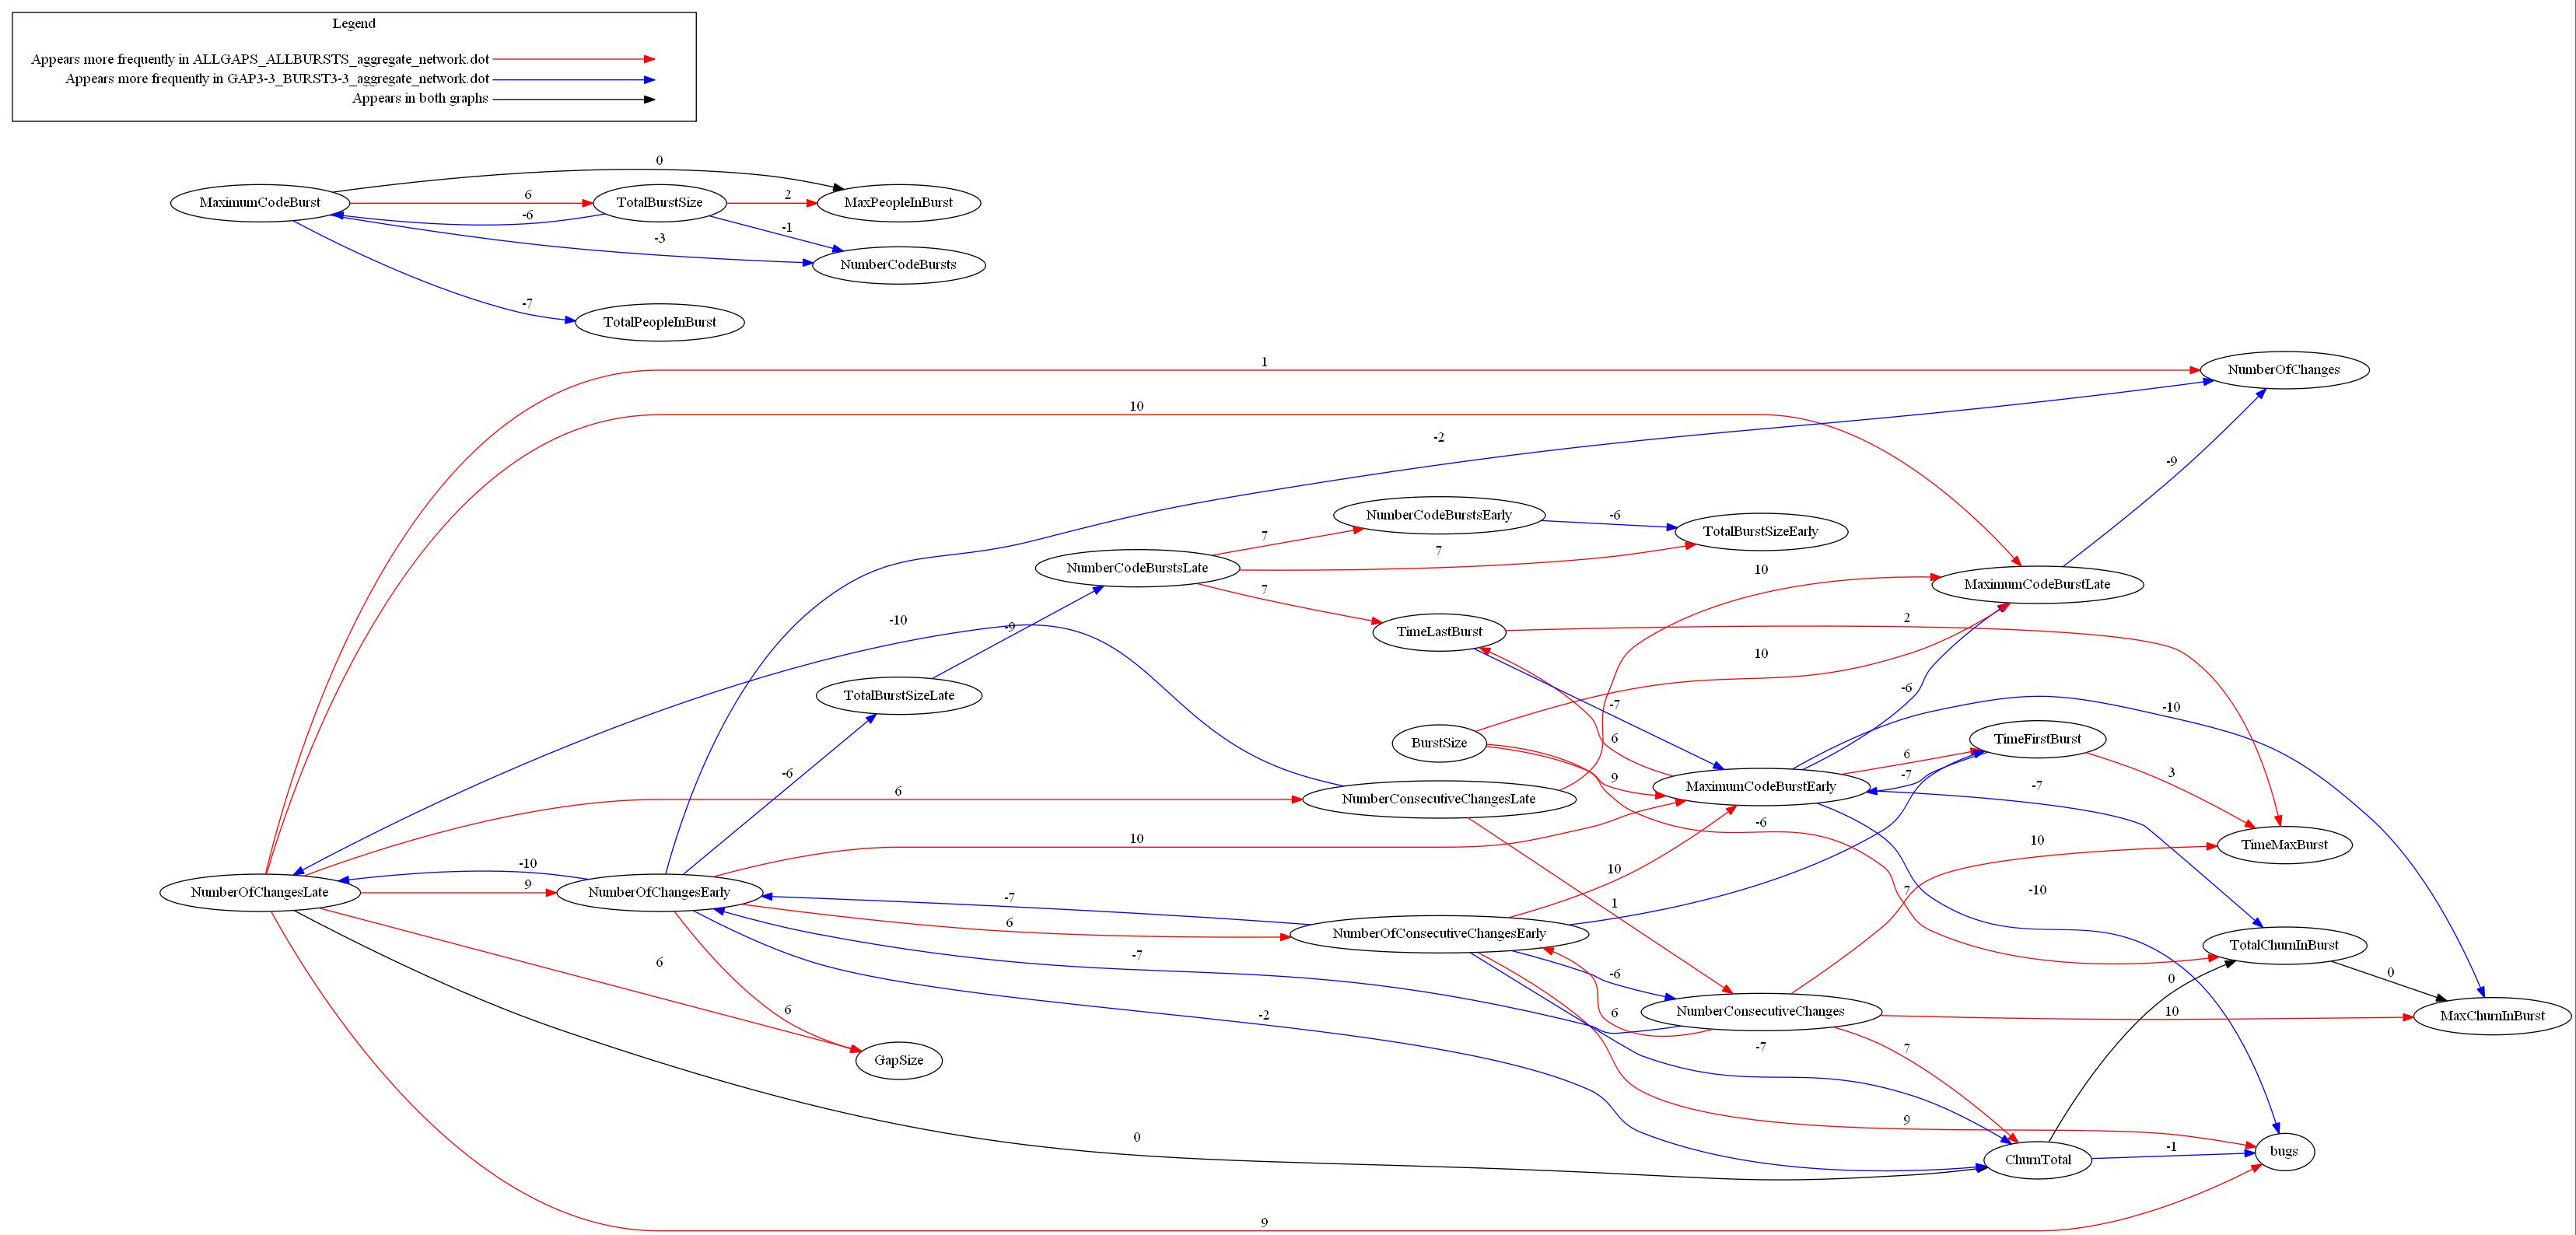 Legend
Appears more frequently in ALLGAPS_ALLBURSTS_aggregate_network.dot
Appears more frequently in GAP3-3_BURST3-3_aggregate_network.dot
Appears in both graphs
0
MaximumCodeBurst
6
TotalBurstSize
2
MaxPeopleInBurst
-6
-1
-3
NumberCodeBursts
-7
TotalPeopleInBurst
1
NumberOfChanges
10
-2
-9
NumberCodeBurstsEarly
-6
TotalBurstSizeEarly
7
7
NumberCodeBurstsLate
10
MaximumCodeBurstLate
7
-10
-9
TimeLastBurst
2
10
TotalBurstSizeLate
-6
-7
-10
BurstSize
6
TimeFirstBurst
6
-6
9
-7
3
MaximumCodeBurstEarly
-7
6
NumberConsecutiveChangesLate
-6
10
10
TimeMaxBurst
-10
NumberOfChangesLate
9
NumberOfChangesEarly
10
7
-10
-7
1
6
NumberOfConsecutiveChangesEarly
TotalChurnInBurst
-7
6
-6
0
0
6
6
NumberConsecutiveChanges
10
MaxChurnInBurst
-2
GapSize
-7
7
9
0
-1
bugs
ChurnTotal
9